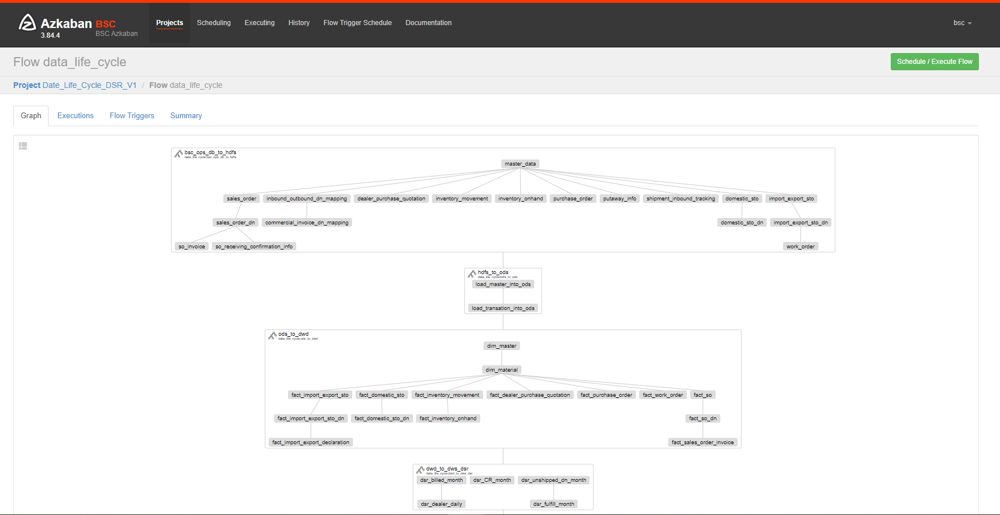 Azkaban BSC
3.84.4
BSC Azkaban
Projects
Scheduling
Executing
History
Flow Trigger Schedule
Documentation
bsc
Flow data_life_cycle
Schedule / Execute Flow
Project Date_Life_Cycle_DSR_V1 / Flow data_life_cycle
Graph
Executions
Flow Triggers
Summary
bsc_ops_db_to_hdfs
data_life_cycle:bsc_ops_db_to_hdfs
master_data
sales_order
inbound_outbound_dn_mapping
dealer_purchase_quotation
inventory_movement
inventory_onhand
purchase_order
putaway_info
shipment_inbound_tracking
domestic_sto
import_export_sto
sales_order_dn
commercial_invoice_dn_mapping
domestic_sto_dn
import_export_sto_dn
so_invoice
so_receiving_confirmation_info
work_order
hdfs_to_ods
data_life_cycle:hdfs_to_ods
load_master_into_ods
load_transation_into_ods
ods_to_dwd
data_life_cycle:ods_to_dwd
dim_master
dim_material
fact_import_export_sto
fact_domestic_sto
fact_inventory_movement
fact_dealer_purchase_quotation
fact_purchase_order
fact_work_order
fact_so
fact_import_export_sto_dn
fact_domestic_sto_dn
fact_inventory_onhand
fact_so_dn
fact_import_export_declaration
fact_sales_order_invoice
dwd_to_dws_dsr
data_life_cycle:dwd_to_dws_dsr
dsr_billed_month
dsr_CR_month
dsr_unshipped_dn_month
dsr_dealer_daily
dsr_fulfill_month